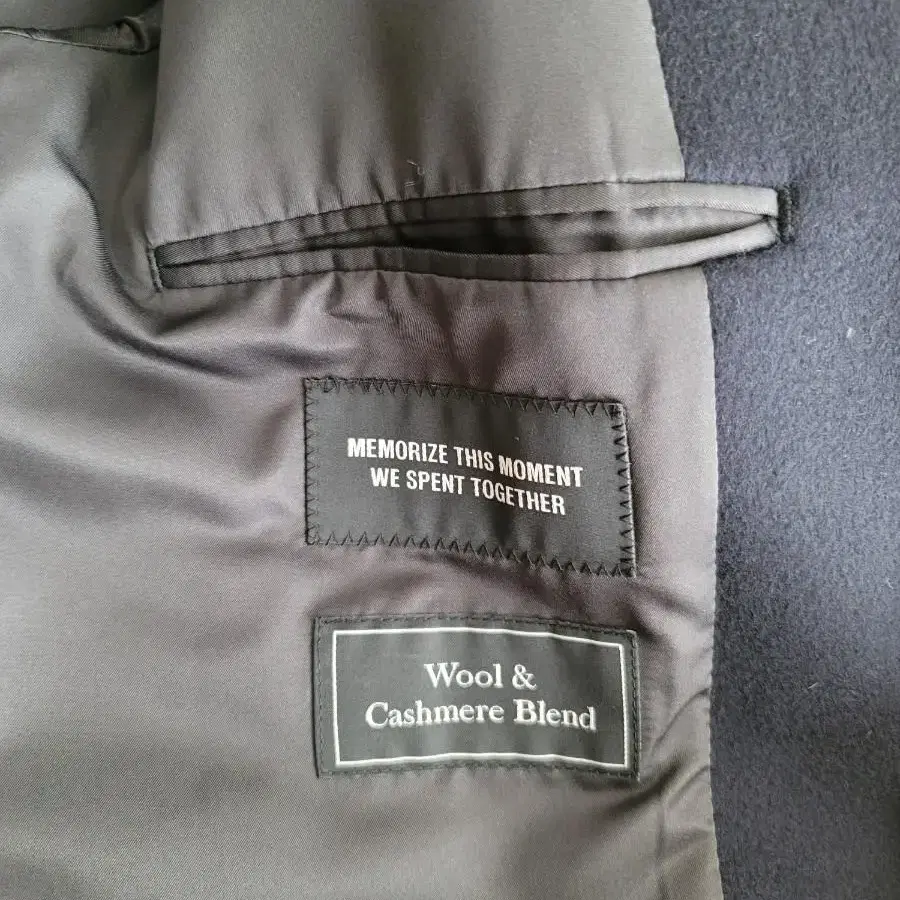 MEMORIZE THIS MOMENT
WE SPENT TOGETHER
Wool &
Cashmere Blend